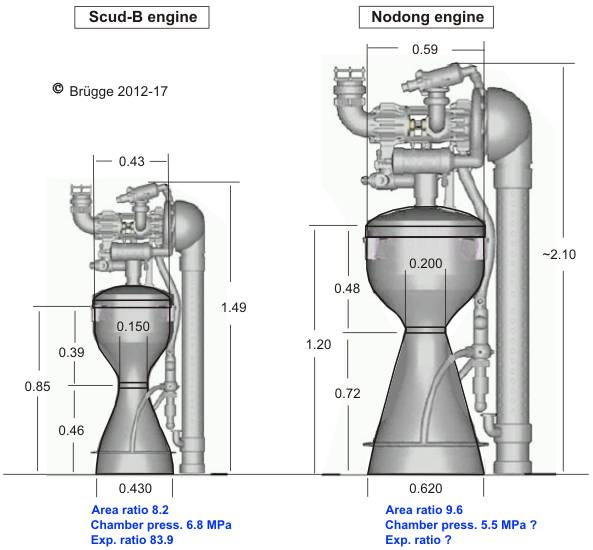 Scud-B engine
Nodong engine
© Brügge 2012-17
0.59
0.43
~2.10
0.200
0.48
1.20
0.72
1.49
0.150
0.39
0.85
0.46
0.430
0.620
Area ratio 8.2
Chamber press. 6.8 MPa
Exp. ratio 83.9
Area ratio 9.6
Chamber press. 5.5 MPa ?
Exp. ratio ?